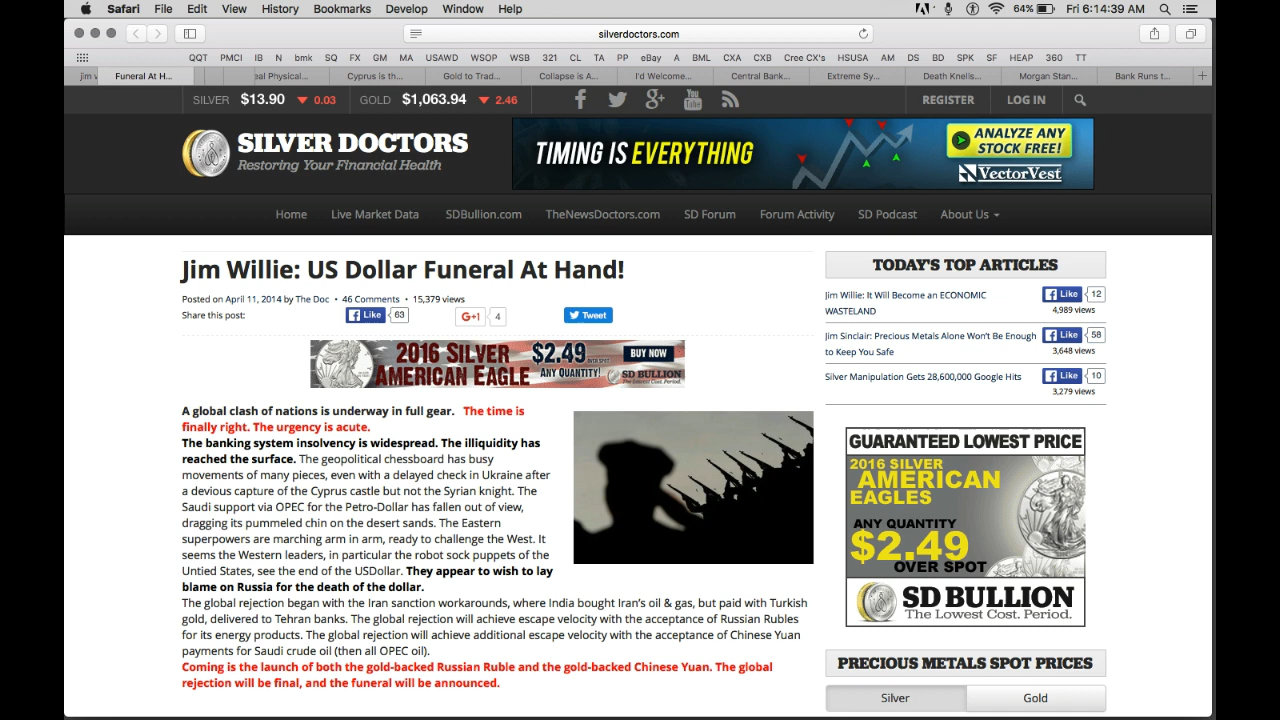 Safari File Edit View History Bookmarks Develop Window Help 64% Fri 6:14:39 AM
silverdoctors.com
QQT PMCI IB N bmk SQ FX GM MA USAWD WSOP WSB 321 CL TA PP eBay A BML CXA CXB Cree CX's HSUSA AM DS BD SPK SF HEAP 360 TT
jim v Funeral At H... eal Physical... Cyprus is th... Gold to Trad... Collapse is A... I'd Welcome... Central Bank... Extreme Sy... Death Knells... Morgan Stan... Bank Runs t... +
SILVER $13.90 0.03 GOLD $1,063.94 2.46 REGISTER LOG IN
SILVER DOCTORS
Restoring Your Financial Health
TIMING IS EVERYTHING
ANALYZE ANY
STOCK FREE!
VectorVest
Home Live Market Data SDBullion.com TheNewsDoctors.com SD Forum Forum Activity SD Podcast About Us
Jim Willie: US Dollar Funeral At Hand!
Posted on April 11, 2014 by The Doc • 46 Comments • 15,379 views
Share this post: Like 63 G+1 4 Tweet
2016 SILVER
AMERICAN EAGLE
$2.49 OVER SPOT
ANY QUANTITY!
BUY NOW
SD BULLION
The Lowest Cost. Period.
A global clash of nations is underway in full gear. The time is
finally right. The urgency is acute.
The banking system insolvency is widespread. The illiquidity has
reached the surface. The geopolitical chessboard has busy
movements of many pieces, even with a delayed check in Ukraine after
a devious capture of the Cyprus castle but not the Syrian knight. The
Saudi support via OPEC for the Petro-Dollar has fallen out of view,
dragging its pummeled chin on the desert sands. The Eastern
superpowers are marching arm in arm, ready to challenge the West. It
seems the Western leaders, in particular the robot sock puppets of the
Untied States, see the end of the USDollar. They appear to wish to lay
blame on Russia for the death of the dollar.
The global rejection began with the Iran sanction workarounds, where India bought Iran's oil & gas, but paid with Turkish
gold, delivered to Tehran banks. The global rejection will achieve escape velocity with the acceptance of Russian Rubles
for its energy products. The global rejection will achieve additional escape velocity with the acceptance of Chinese Yuan
payments for Saudi crude oil (then all OPEC oil).
Coming is the launch of both the gold-backed Russian Ruble and the gold-backed Chinese Yuan. The global
rejection will be final, and the funeral will be announced.
TODAY'S TOP ARTICLES
Jim Willie: It Will Become an ECONOMIC
WASTELAND
Like 12
4,989 views
Jim Sinclair: Precious Metals Alone Won't Be Enough
to Keep You Safe
Like 58
3,648 views
Silver Manipulation Gets 28,600,000 Google Hits
Like 10
3,279 views
GUARANTEED LOWEST PRICE
2016 SILVER
AMERICAN
EAGLES
ANY QUANTITY
$2.49
OVER SPOT
SD BULLION
The Lowest Cost. Period.
PRECIOUS METALS SPOT PRICES
Silver Gold